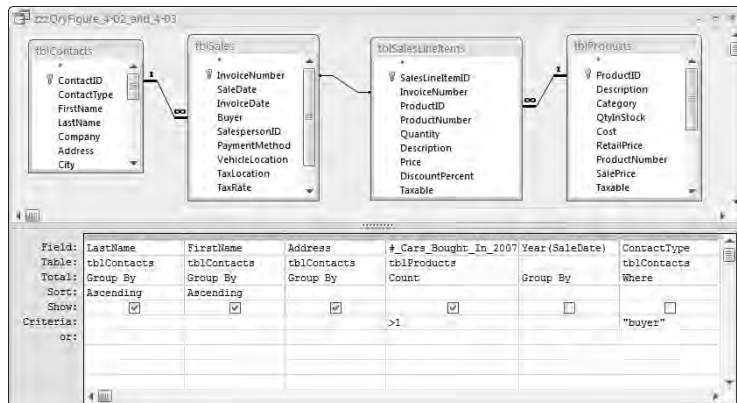 zzzQryFigure_4-02_and_4-03
tblContacts
*
ContactID
ContactType
FirstName
LastName
Company
Address
City
1
∞
tblSales
*
InvoiceNumber
SaleDate
InvoiceDate
Buyer
SalespersonID
PaymentMethod
VehicleLocation
TaxLocation
TaxRate
tblSalesLineItems
*
SalesLineItemID
InvoiceNumber
ProductID
ProductNumber
Quantity
Description
Price
DiscountPercent
Taxable
∞
1
tblProducts
*
ProductID
Description
Category
QtyInStock
Cost
RetailPrice
ProductNumber
SalePrice
Taxable
Field: LastName FirstName Address #_Cars_Bought_In_2007 Year(SaleDate) ContactType
Table: tblContacts tblContacts tblContacts tblProducts tblContacts
Total: Group By Group By Group By Count Group By Where
Sort: Ascending Ascending
Show:
Criteria: >1 "buyer"
or: